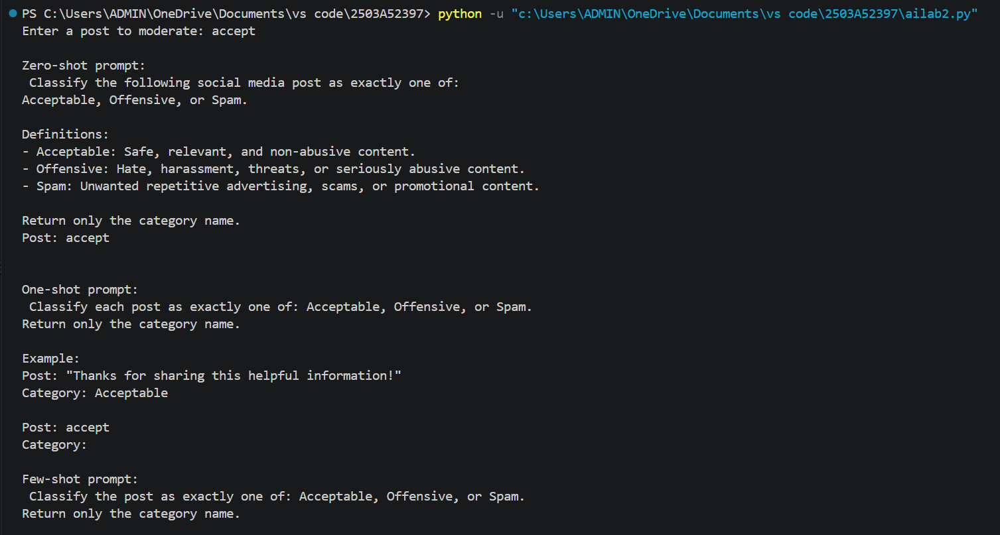 PS C:\Users\ADMIN\OneDrive\Documents\vs code\2503A52397> python -u "c:\Users\ADMIN\OneDrive\Documents\vs code\2503A52397\ailab2.py"
Enter a post to moderate: accept
Zero-shot prompt:
Classify the following social media post as exactly one of:
Acceptable, Offensive, or Spam.
Definitions:
- Acceptable: Safe, relevant, and non-abusive content.
- Offensive: Hate, harassment, threats, or seriously abusive content.
- Spam: Unwanted repetitive advertising, scams, or promotional content.
Return only the category name.
Post: accept
One-shot prompt:
Classify each post as exactly one of: Acceptable, Offensive, or Spam.
Return only the category name.
Example:
Post: "Thanks for sharing this helpful information!"
Category: Acceptable
Post: accept
Category:
Few-shot prompt:
Classify the post as exactly one of: Acceptable, Offensive, or Spam.
Return only the category name.